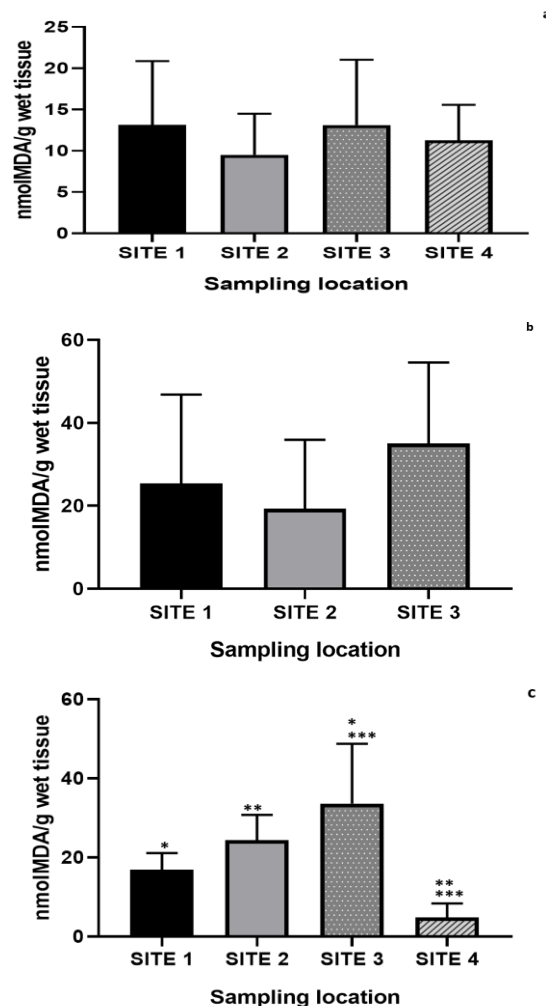 a
25
20
15
10
5
0
nmolMDA/g wet tissue
SITE 1 SITE 2 SITE 3 SITE 4
Sampling location
b
60
40
20
0
nmolMDA/g wet tissue
SITE 1 SITE 2 SITE 3
Sampling location
c
60
40
20
0
nmolMDA/g wet tissue
*
**
*
***
**
***
SITE 1 SITE 2 SITE 3 SITE 4
Sampling location